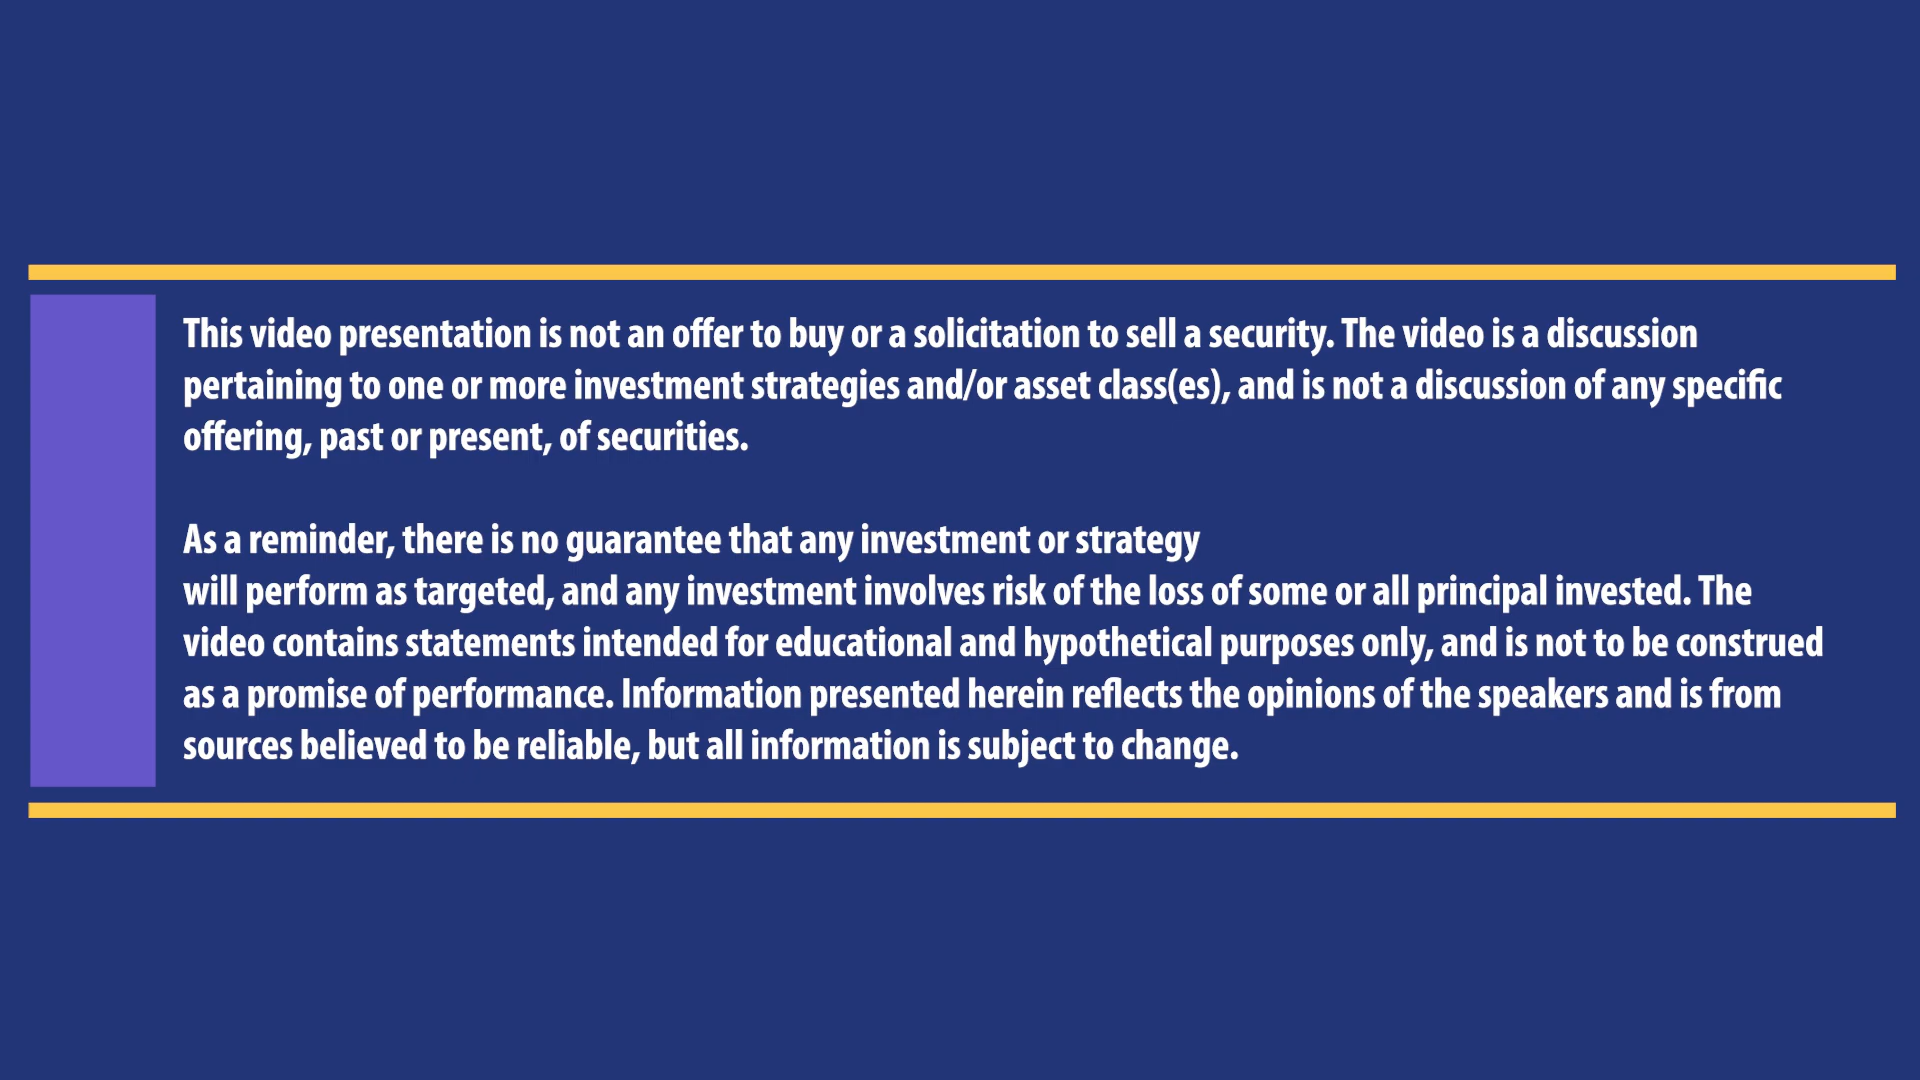 This video presentation is not an offer to buy or a solicitation to sell a security. The video is a discussion
pertaining to one or more investment strategies and/or asset class(es), and is not a discussion of any specific
offering, past or present, of securities.
As a reminder, there is no guarantee that any investment or strategy
will perform as targeted, and any investment involves risk of the loss of some or all principal invested. The
video contains statements intended for educational and hypothetical purposes only, and is not to be construed
as a promise of performance. Information presented herein reflects the opinions of the speakers and is from
sources believed to be reliable, but all information is subject to change.